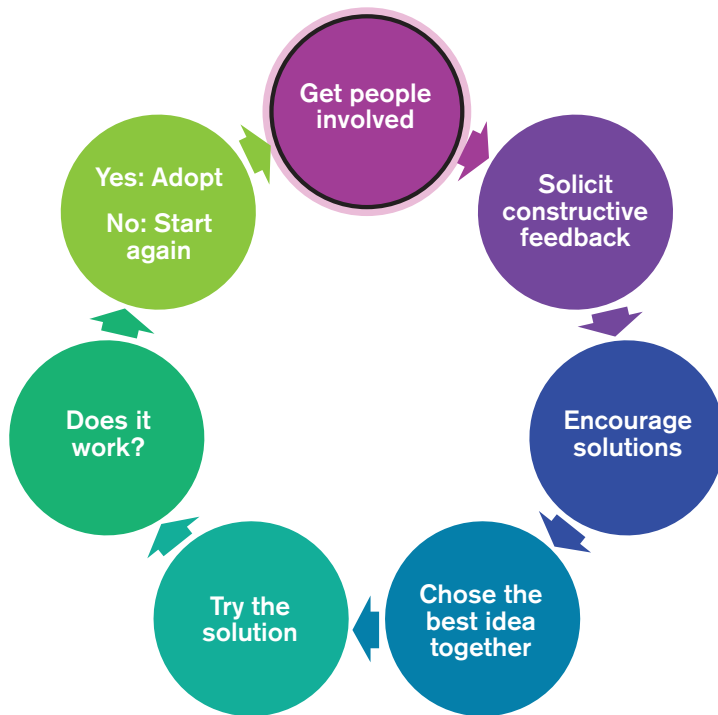 Get people
involved
Solicit
constructive
feedback
Encourage
solutions
Chose the
best idea
together
Try the
solution
Does it
work?
Yes: Adopt
No: Start
again